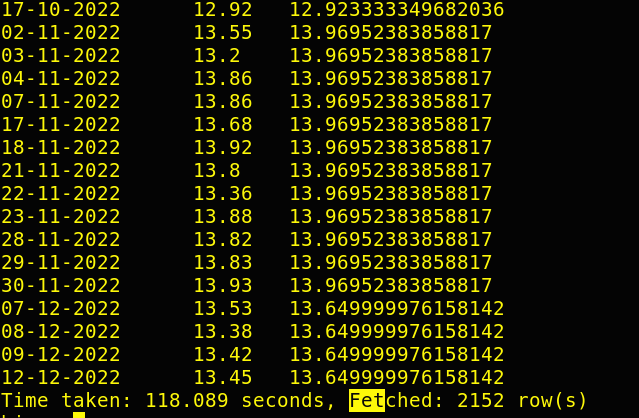 17-10-2022 12.92 12.923333349682036
02-11-2022 13.55 13.96952383858817
03-11-2022 13.2 13.96952383858817
04-11-2022 13.86 13.96952383858817
07-11-2022 13.86 13.96952383858817
17-11-2022 13.68 13.96952383858817
18-11-2022 13.92 13.96952383858817
21-11-2022 13.8 13.96952383858817
22-11-2022 13.36 13.96952383858817
23-11-2022 13.88 13.96952383858817
28-11-2022 13.82 13.96952383858817
29-11-2022 13.83 13.96952383858817
30-11-2022 13.93 13.96952383858817
07-12-2022 13.53 13.649999976158142
08-12-2022 13.38 13.649999976158142
09-12-2022 13.42 13.649999976158142
12-12-2022 13.45 13.649999976158142
Time taken: 118.089 seconds, Fetched: 2152 row(s)